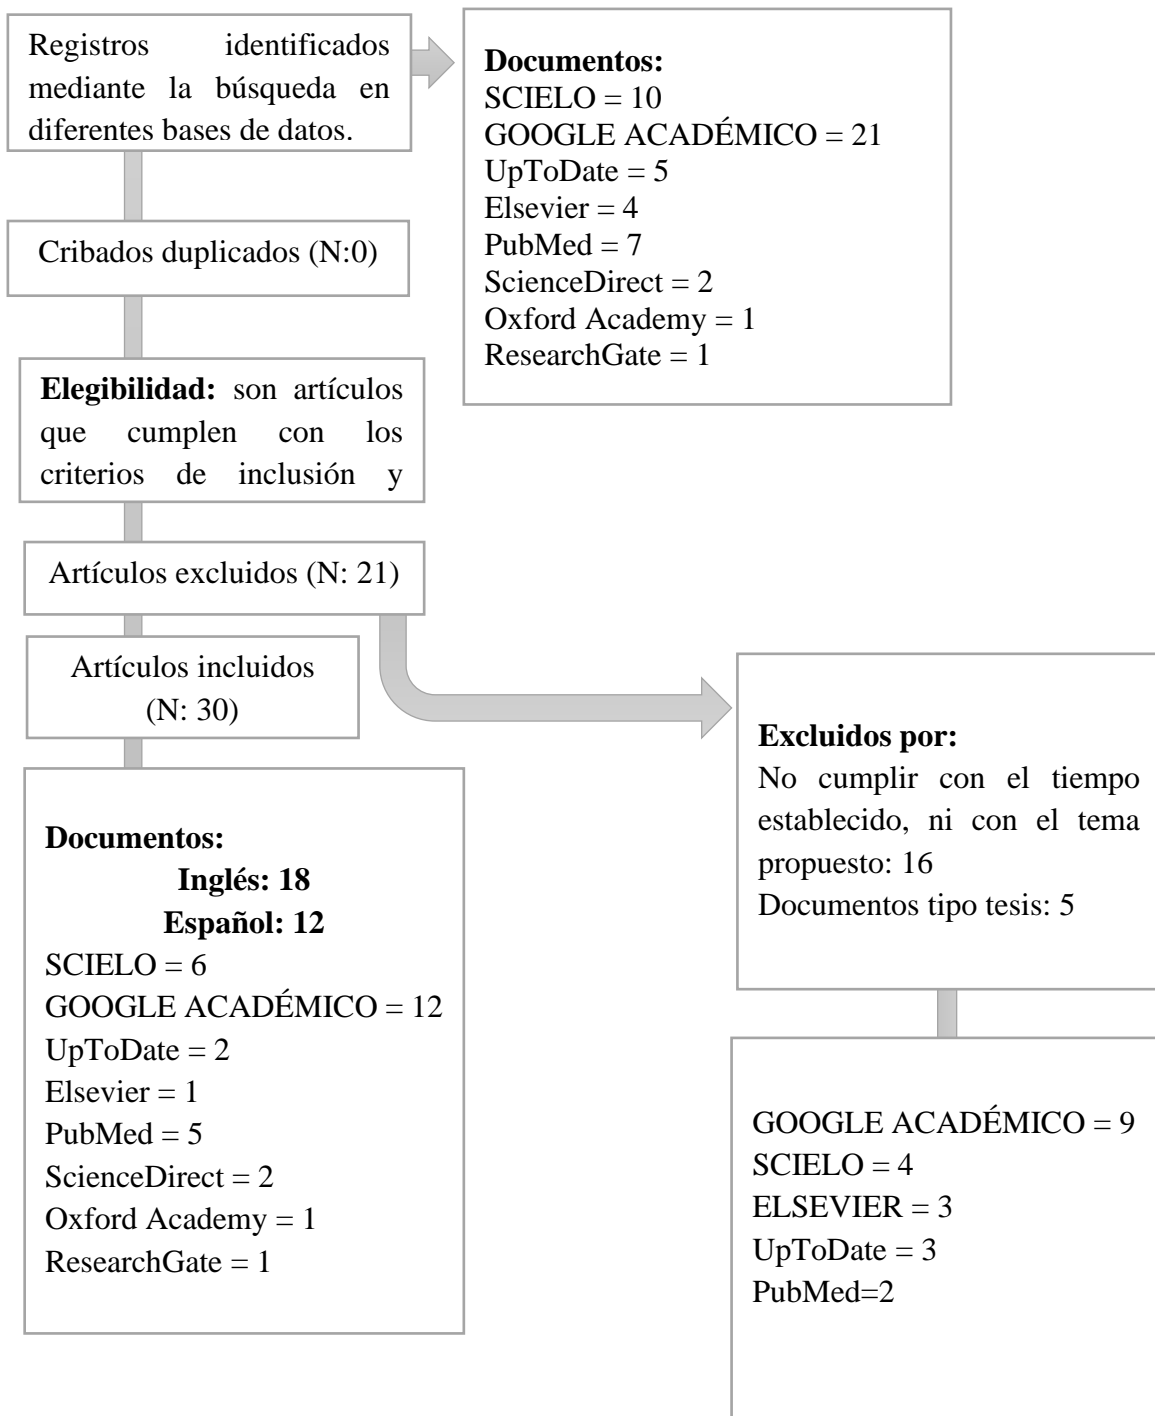 Registros identificados
mediante la búsqueda en
diferentes bases de datos.
Documentos:
SCIELO = 10
GOOGLE ACADÉMICO = 21
UpToDate = 5
Elsevier = 4
PubMed = 7
ScienceDirect = 2
Oxford Academy = 1
ResearchGate = 1
Cribados duplicados (N:0)
Elegibilidad: son artículos
que cumplen con los
criterios de inclusión y
Artículos excluidos (N: 21)
Artículos incluidos
(N: 30)
Excluidos por:
No cumplir con el tiempo
establecido, ni con el tema
propuesto: 16
Documentos tipo tesis: 5
Documentos:
Inglés: 18
Español: 12
SCIELO = 6
GOOGLE ACADÉMICO = 12
UpToDate = 2
Elsevier = 1
PubMed = 5
ScienceDirect = 2
Oxford Academy = 1
ResearchGate = 1
GOOGLE ACADÉMICO = 9
SCIELO = 4
ELSEVIER = 3
UpToDate = 3
PubMed=2